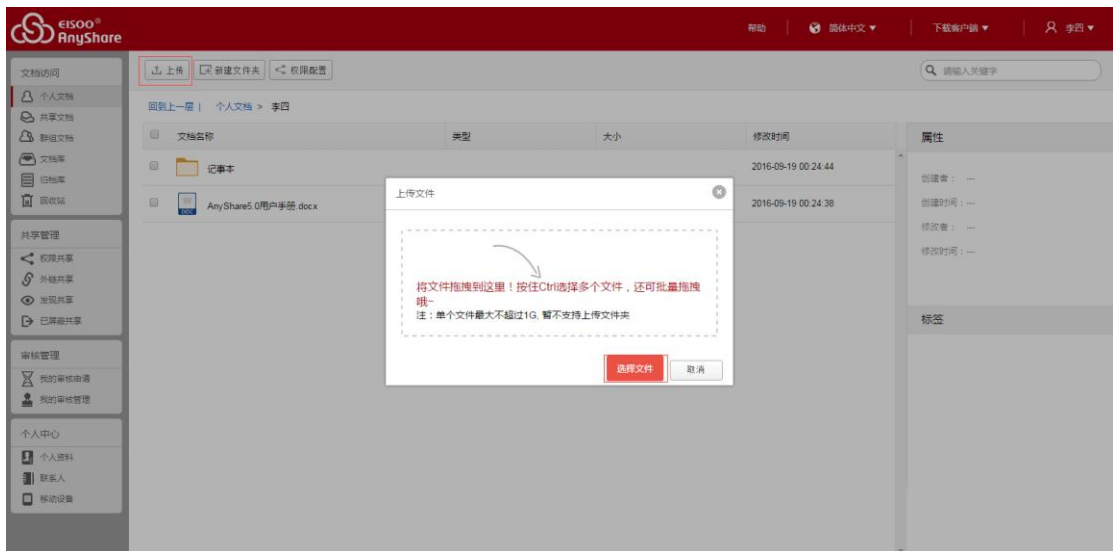 EISOO®
AnyShare
帮助
简体中文
下载客户端
李四
文档访问
个人文档
共享文档
群组文档
文档库
归档库
回收站
共享管理
权限共享
外链共享
发现共享
已屏蔽共享
审核管理
我的审核申请
我的审核管理
个人中心
个人资料
联系人
移动设备
上传
新建文件夹
权限配置
请输入关键字
回到上一层 | 个人文档 > 李四
文档名称 类型 大小 修改时间
记事本 2016-09-19 00:24:44
AnyShare5.0用户手册.docx 2016-09-19 00:24:38
上传文件
将文件拖拽到这里！按住Ctrl选择多个文件，还可批量拖拽
哦~
注：单个文件最大不超过1G, 暂不支持上传文件夹
选择文件
取消
属性
创建者： ---
创建时间：---
修改者： ---
修改时间：---
标签